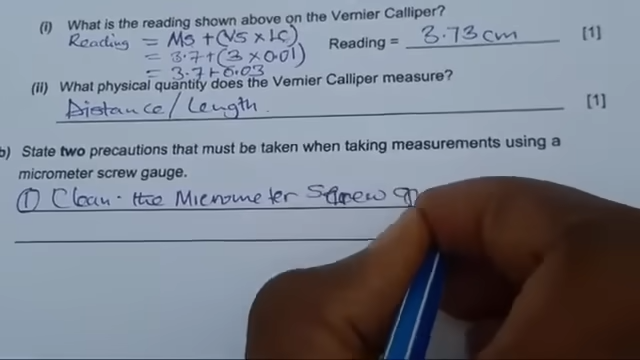 (i) What is the reading shown above on the Vernier Calliper?
Reading = MS + (VS × LC)
= 3.7 + (3 × 0.01)
= 3.7 + 0.03
Reading = 3.73 cm [1]
(ii) What physical quantity does the Vernier Calliper measure?
Distance / Length. [1]
b) State two precautions that must be taken when taking measurements using a
micrometer screw gauge.
① Clean the Micrometer Screw g